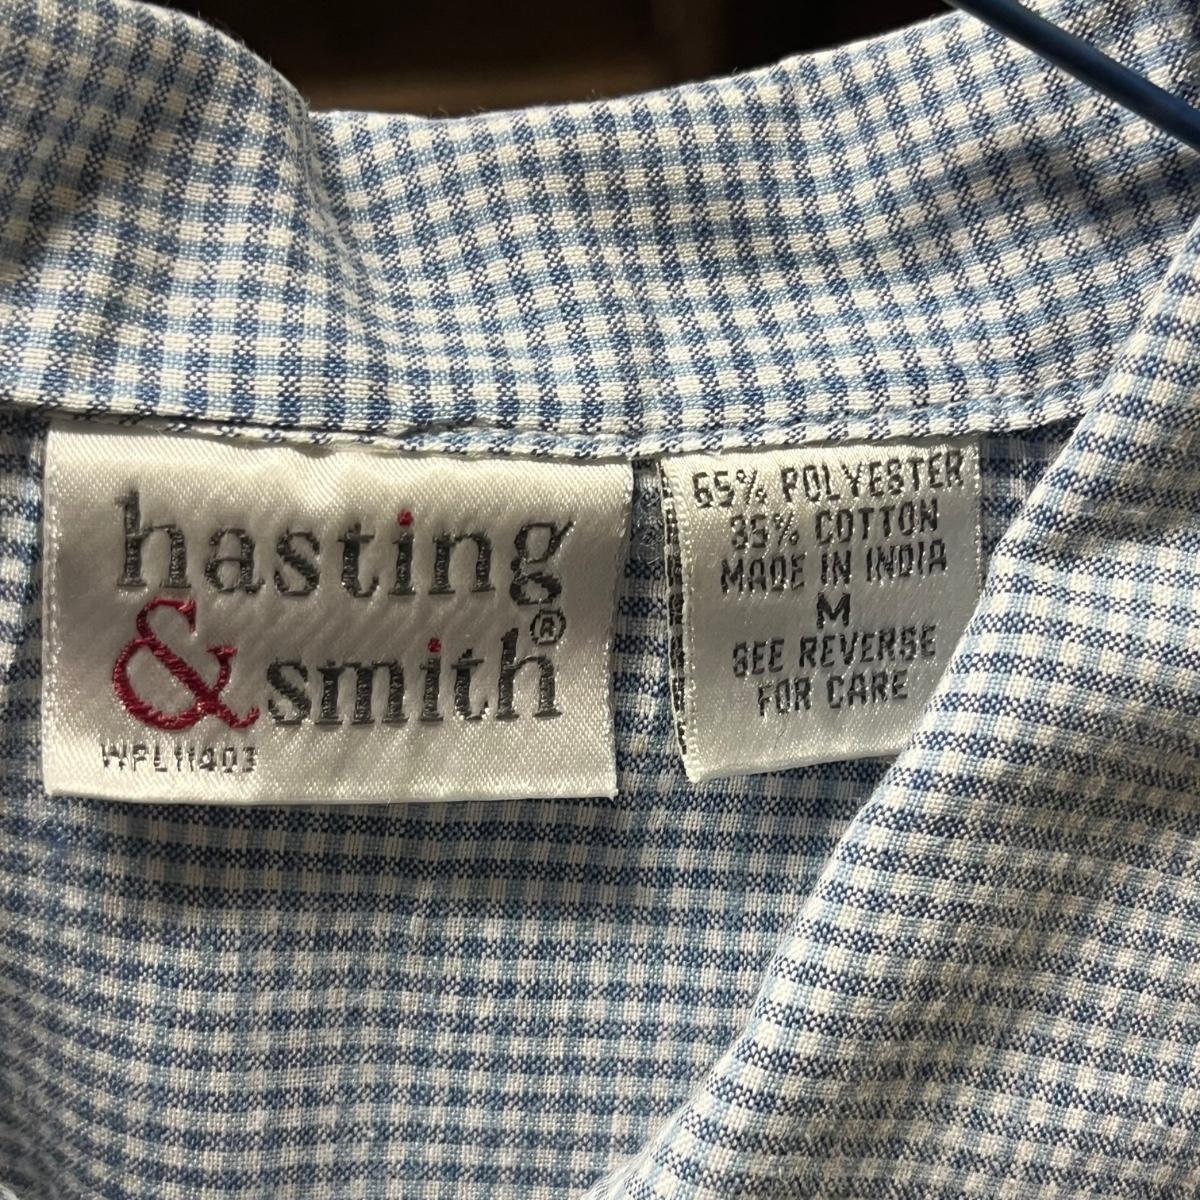 hasting
& smith®
WPL11403
65% POLYESTER
35% COTTON
MADE IN INDIA
M
SEE REVERSE
FOR CARE